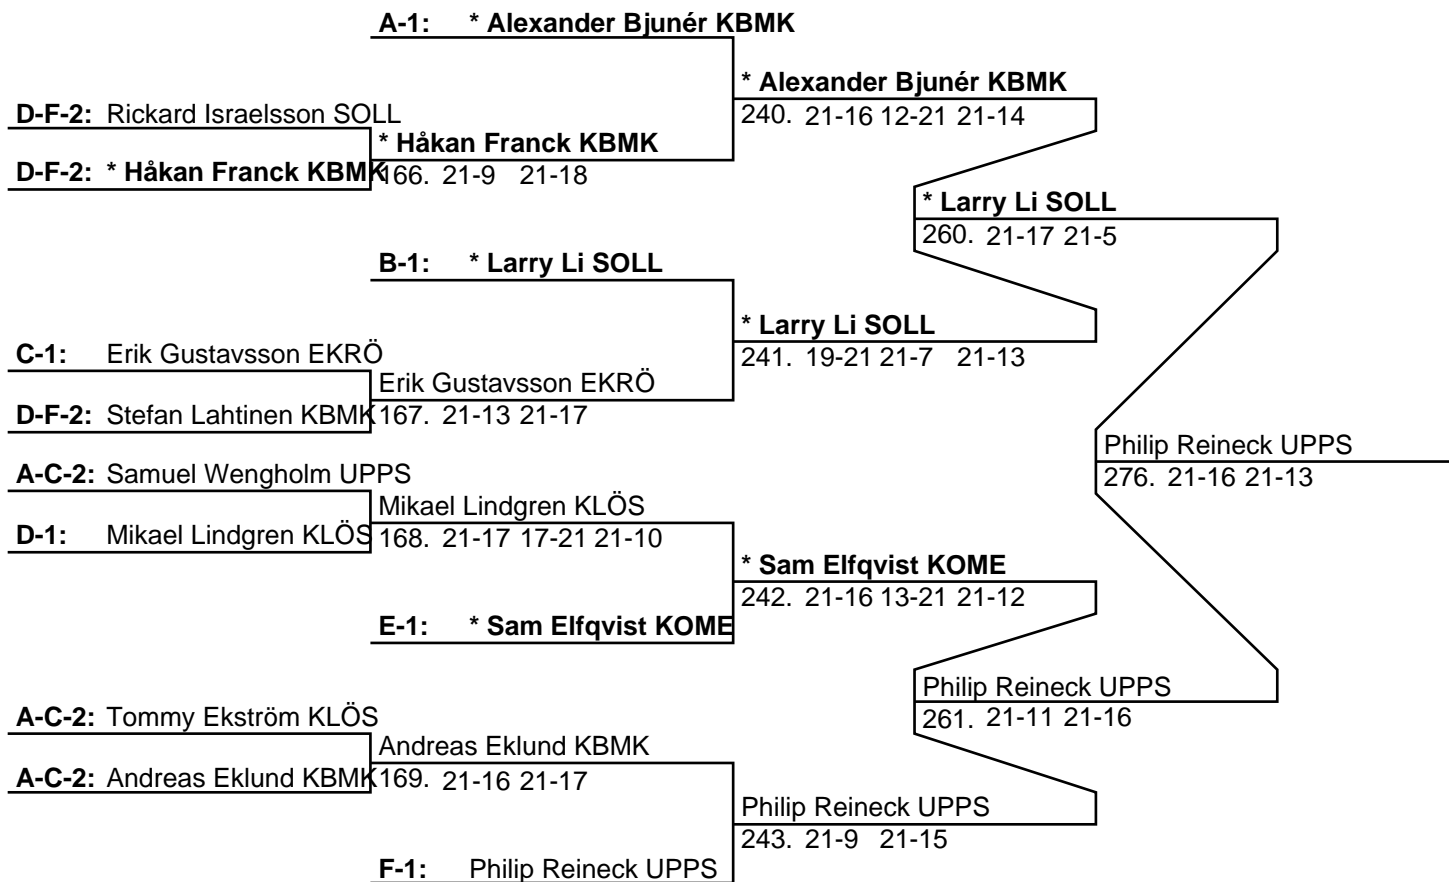 A-1: * Alexander Bjunér KBMK
* Alexander Bjunér KBMK
240. 21-16 12-21 21-14
D-F-2: Rickard Israelsson SOLL
* Håkan Franck KBMK
D-F-2: * Håkan Franck KBMK
166. 21-9 21-18
* Larry Li SOLL
260. 21-17 21-5
B-1: * Larry Li SOLL
* Larry Li SOLL
241. 19-21 21-7 21-13
C-1: Erik Gustavsson EKRÖ
Erik Gustavsson EKRÖ
D-F-2: Stefan Lahtinen KBMK
167. 21-13 21-17
Philip Reineck UPPS
276. 21-16 21-13
A-C-2: Samuel Wengholm UPPS
Mikael Lindgren KLÖS
D-1: Mikael Lindgren KLÖS
168. 21-17 17-21 21-10
* Sam Elfqvist KOME
242. 21-16 13-21 21-12
E-1: * Sam Elfqvist KOME
Philip Reineck UPPS
261. 21-11 21-16
A-C-2: Tommy Ekström KLÖS
Andreas Eklund KBMK
A-C-2: Andreas Eklund KBMK
169. 21-16 21-17
Philip Reineck UPPS
243. 21-9 21-15
F-1: Philip Reineck UPPS